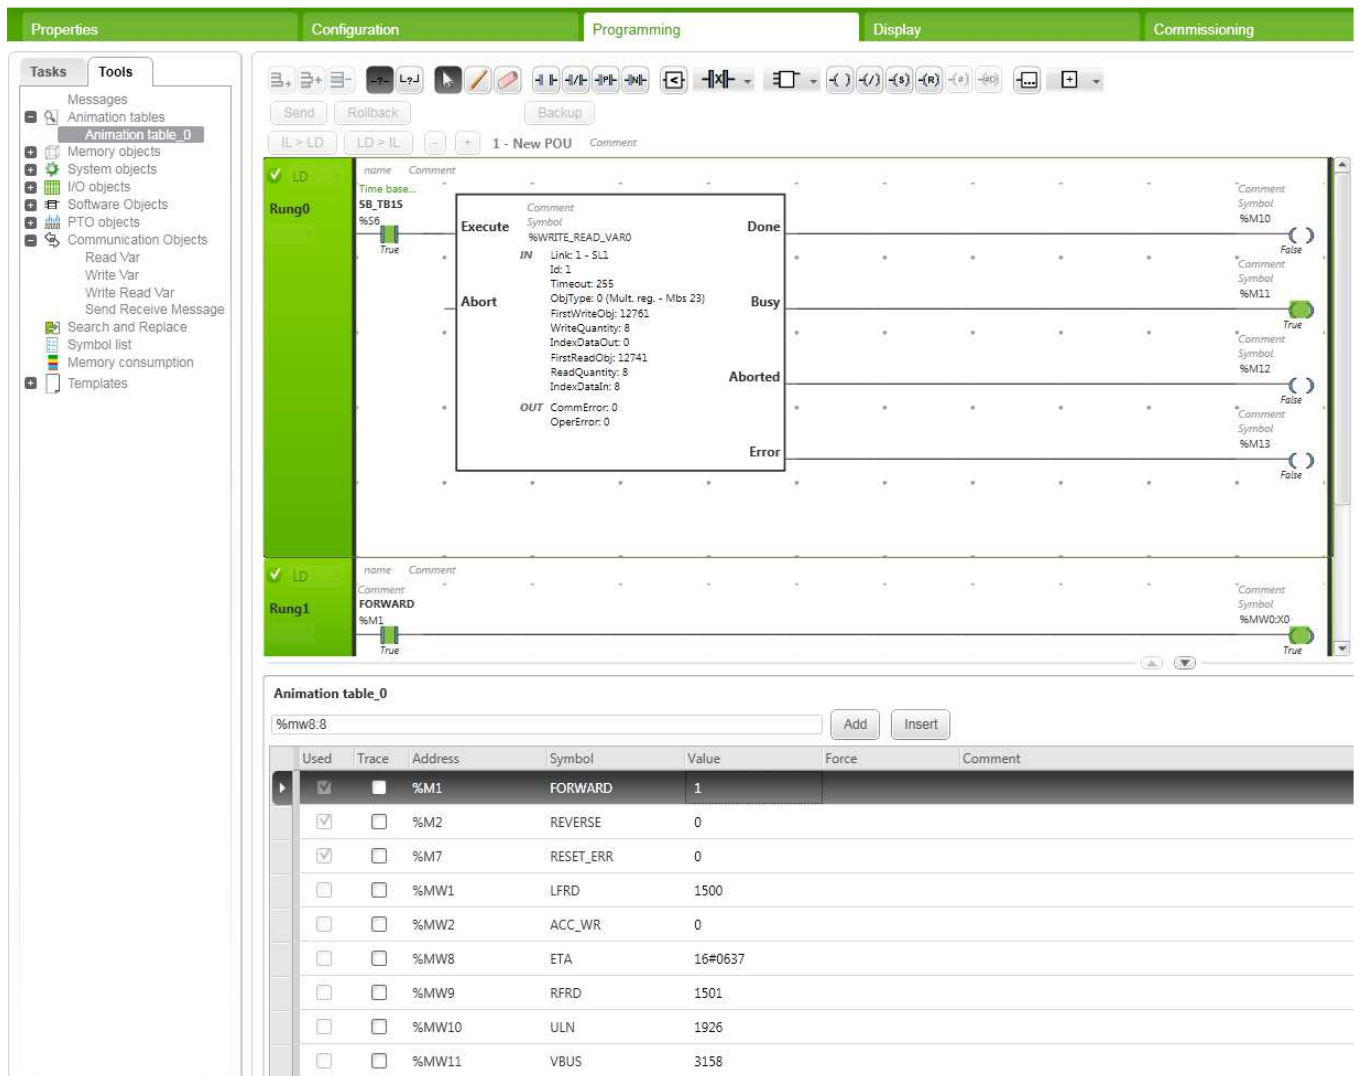 Properties Configuration Programming Display Commissioning
Tasks Tools
Messages
Animation tables
Animation table_0
Memory objects
System objects
I/O objects
Software Objects
PTO objects
Communication Objects
Read Var
Write Var
Write Read Var
Send Receive Message
Search and Replace
Symbol list
Memory consumption
Templates
Send Rollback Backup
IL > LD LD > IL - + 1 - New POU Comment
LD name Comment
Rung0
Time base...
SB_TB1S
%S6
True
Execute
Abort
Comment
Symbol
%WRITE_READ_VAR0
IN Link: 1 - SL1
Id: 1
Timeout: 255
ObjType: 0 (Mult. reg. - Mbs 23)
FirstWriteObj: 12761
WriteQuantity: 8
IndexDataOut: 0
FirstReadObj: 12741
ReadQuantity: 8
IndexDataIn: 8
OUT CommError: 0
OperError: 0
Done
Busy
Aborted
Error
Comment
Symbol
%M10
False
Comment
Symbol
%M11
True
Comment
Symbol
%M12
False
Comment
Symbol
%M13
False
LD name Comment
Rung1
Comment
FORWARD
%M1
True
Comment
Symbol
%MW0:X0
True
Animation table_0
%mw8:8 Add Insert
Used Trace Address Symbol Value Force Comment
%M1 FORWARD 1
%M2 REVERSE 0
%M7 RESET_ERR 0
%MW1 LFRD 1500
%MW2 ACC_WR 0
%MW8 ETA 16#0637
%MW9 RFRD 1501
%MW10 ULN 1926
%MW11 VBUS 3158